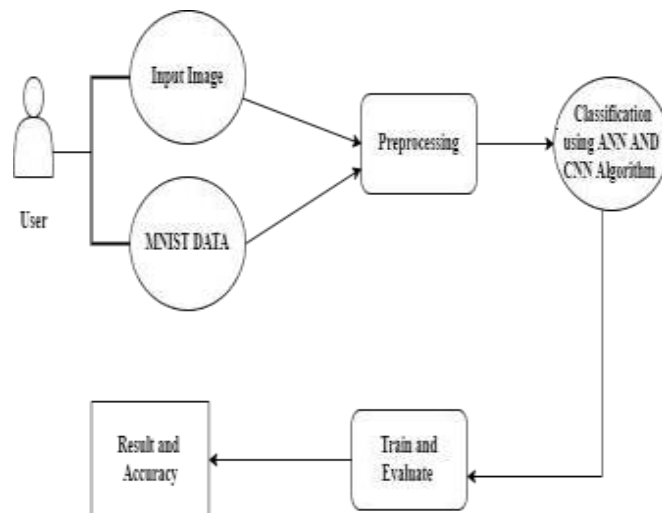 Input Image
User
MNIST DATA
Preprocessing
Classification
using ANN AND
CNN Algorithm
Train and
Evaluate
Result and
Accuracy